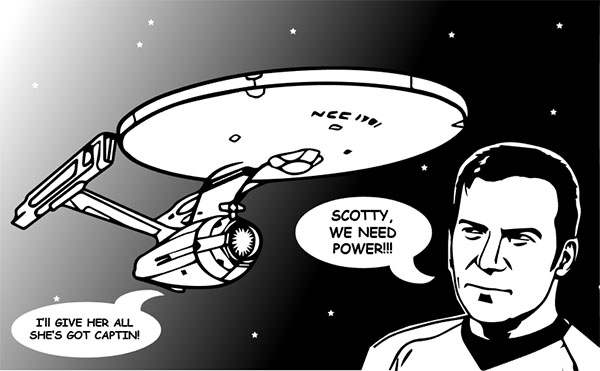 NCC 1701
SCOTTY,
WE NEED
POWER!!!
I'll GIVE HER ALL
SHE'S GOT CAPTIN!